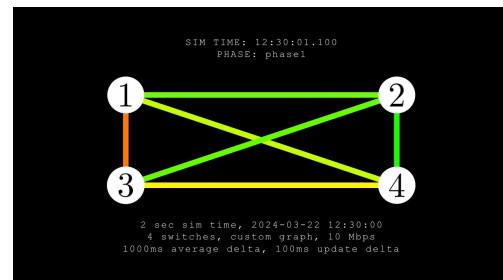 SIM TIME: 12:30:01.100
PHASE: phase1
1 2
3 4
2 sec sim time, 2024-03-22 12:30:00
4 switches, custom graph, 10 Mbps
1000ms average delta, 100ms update delta